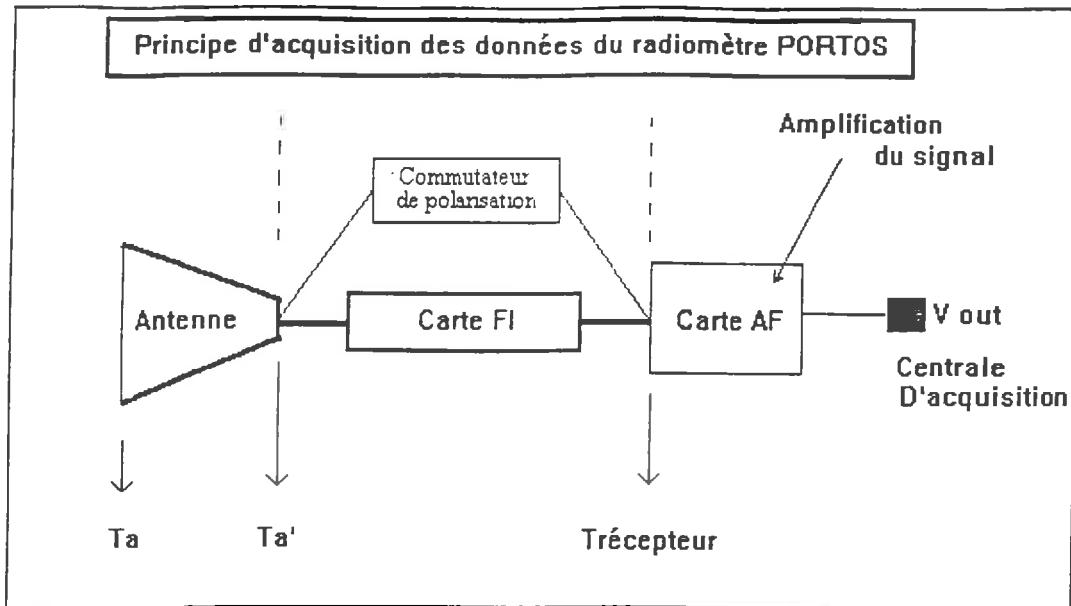 Principe d'acquisition des données du radiomètre PORTOS
Amplification
du signal
Commutateur
de polarisation
Antenne
Carte FI
Carte AF
V out
Centrale
D'acquisition
Ta
Ta'
Trécepteur